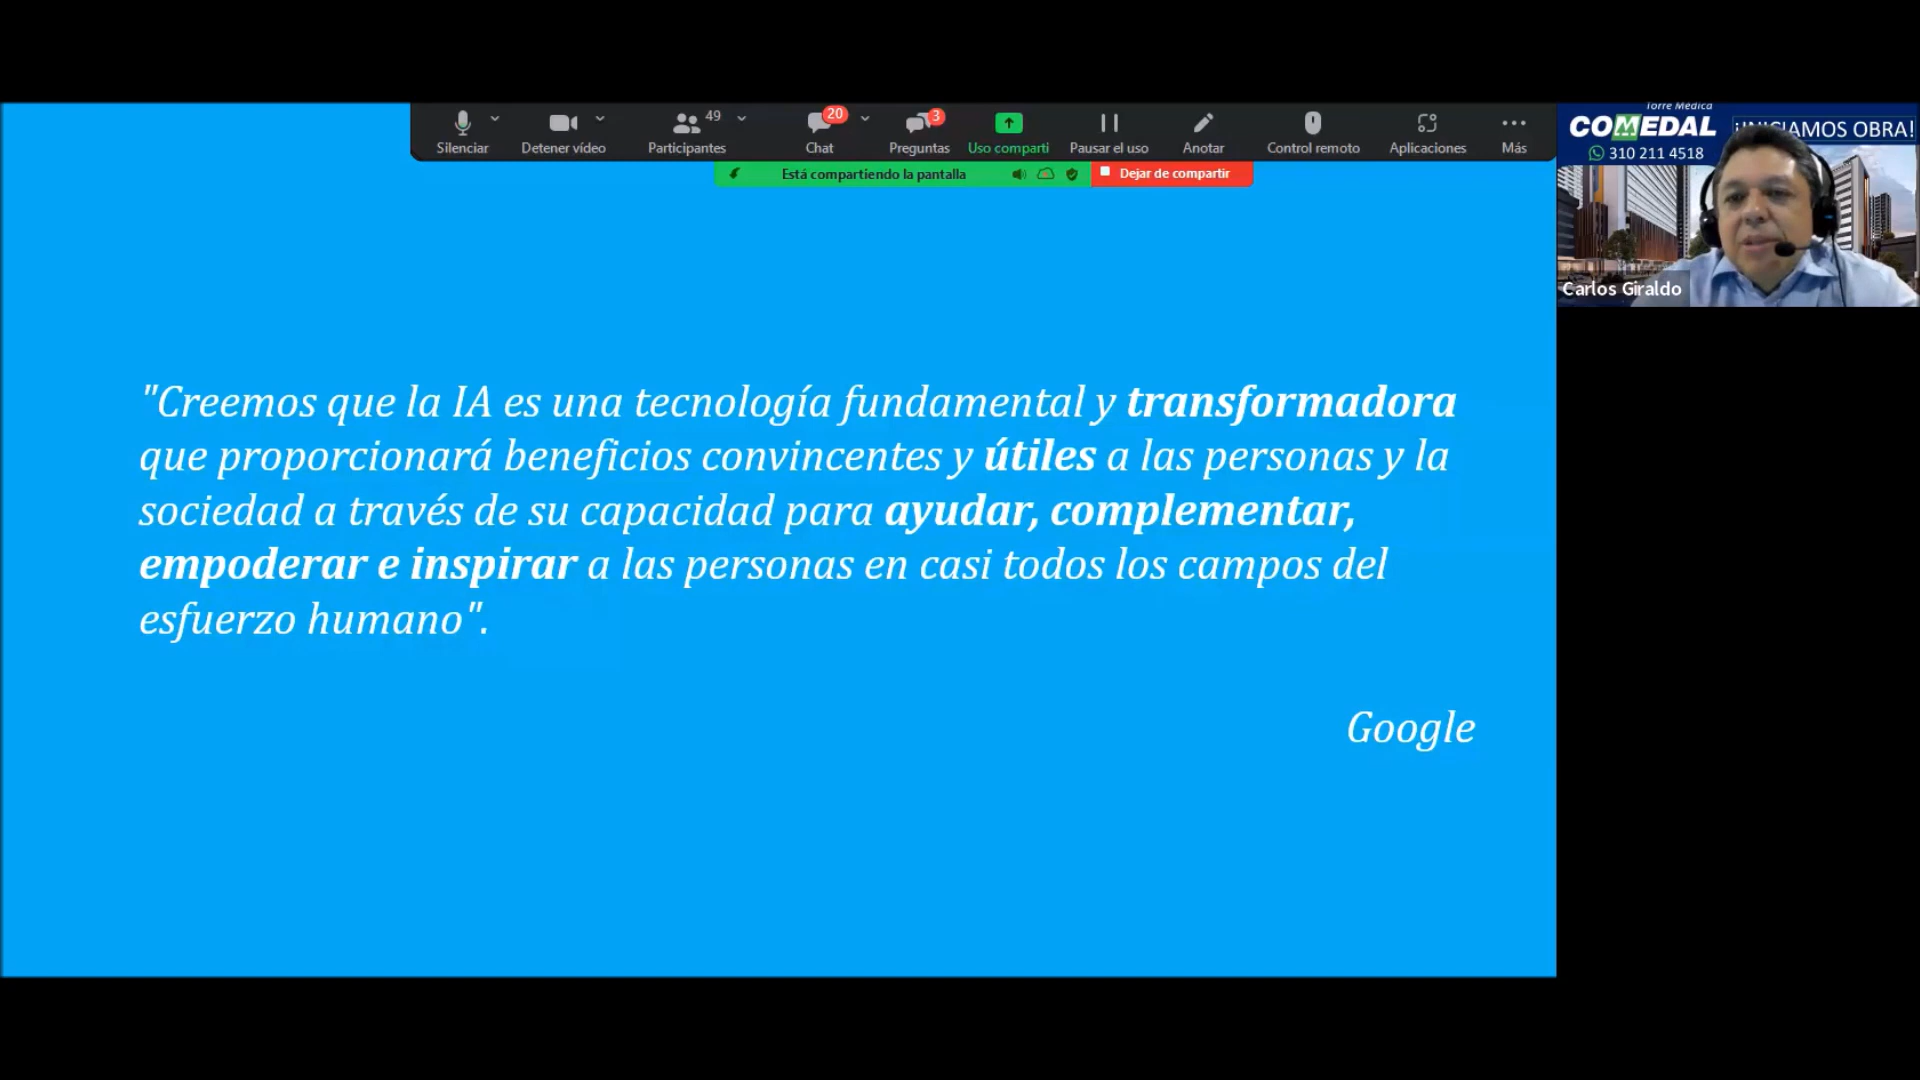 49
20
3
Silenciar
Detener vídeo
Participantes
Chat
Preguntas
Uso comparti
Pausar el uso
Anotar
Control remoto
Aplicaciones
Más
Está compartiendo la pantalla
Dejar de compartir
Torre Médica
COMEDAL
¡INICIAMOS OBRA!
310 211 4518
Carlos Giraldo
"Creemos que la IA es una tecnología fundamental y transformadora
que proporcionará beneficios convincentes y útiles a las personas y la
sociedad a través de su capacidad para ayudar, complementar,
empoderar e inspirar a las personas en casi todos los campos del
esfuerzo humano".
Google